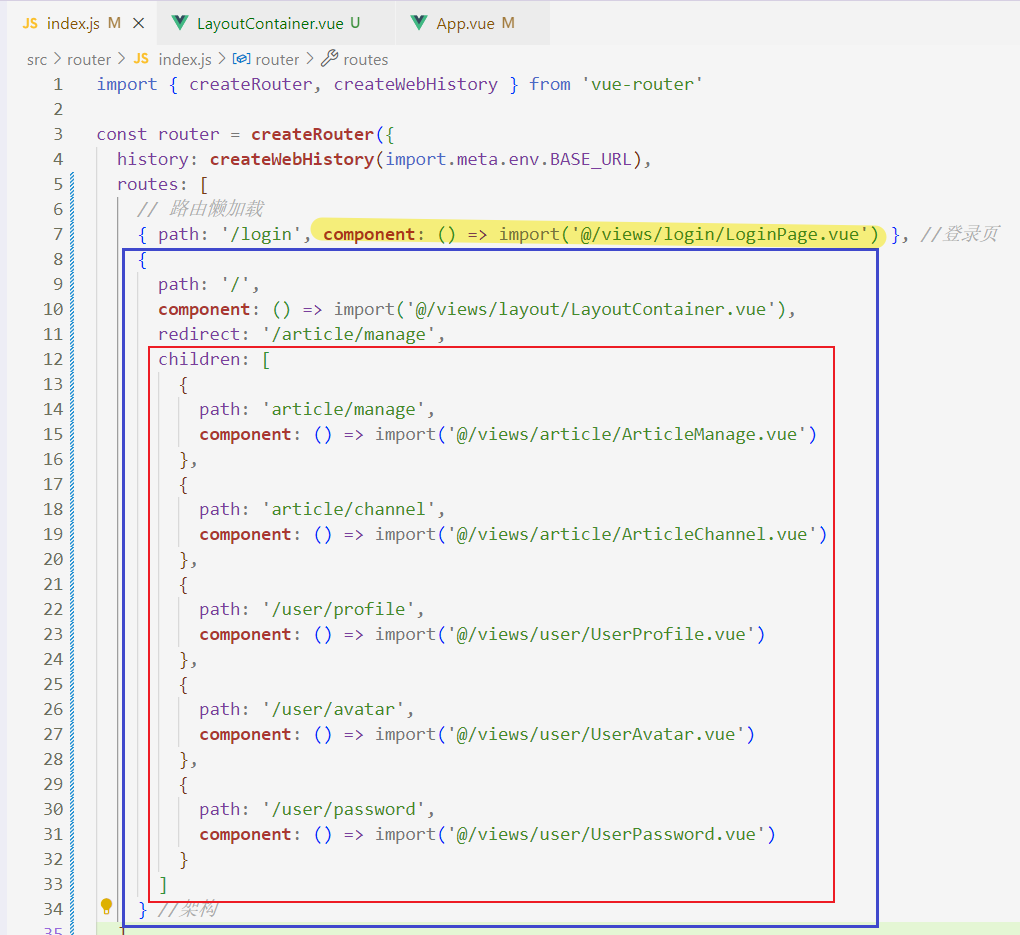 JS index.js M ×  LayoutContainer.vue U  App.vue M
src > router > JS index.js > router > routes
1 import { createRouter, createWebHistory } from 'vue-router'
2
3 const router = createRouter({
4   history: createWebHistory(import.meta.env.BASE_URL),
5   routes: [
6     // 路由懒加载
7     { path: '/login', component: () => import('@/views/login/LoginPage.vue') }, //登录页
8     {
9       path: '/',
10       component: () => import('@/views/layout/LayoutContainer.vue'),
11       redirect: '/article/manage',
12       children: [
13         {
14           path: 'article/manage',
15           component: () => import('@/views/article/ArticleManage.vue')
16         },
17         {
18           path: 'article/channel',
19           component: () => import('@/views/article/ArticleChannel.vue')
20         },
21         {
22           path: '/user/profile',
23           component: () => import('@/views/user/UserProfile.vue')
24         },
25         {
26           path: '/user/avatar',
27           component: () => import('@/views/user/UserAvatar.vue')
28         },
29         {
30           path: '/user/password',
31           component: () => import('@/views/user/UserPassword.vue')
32         }
33       ]
34     } //架构
35   ]